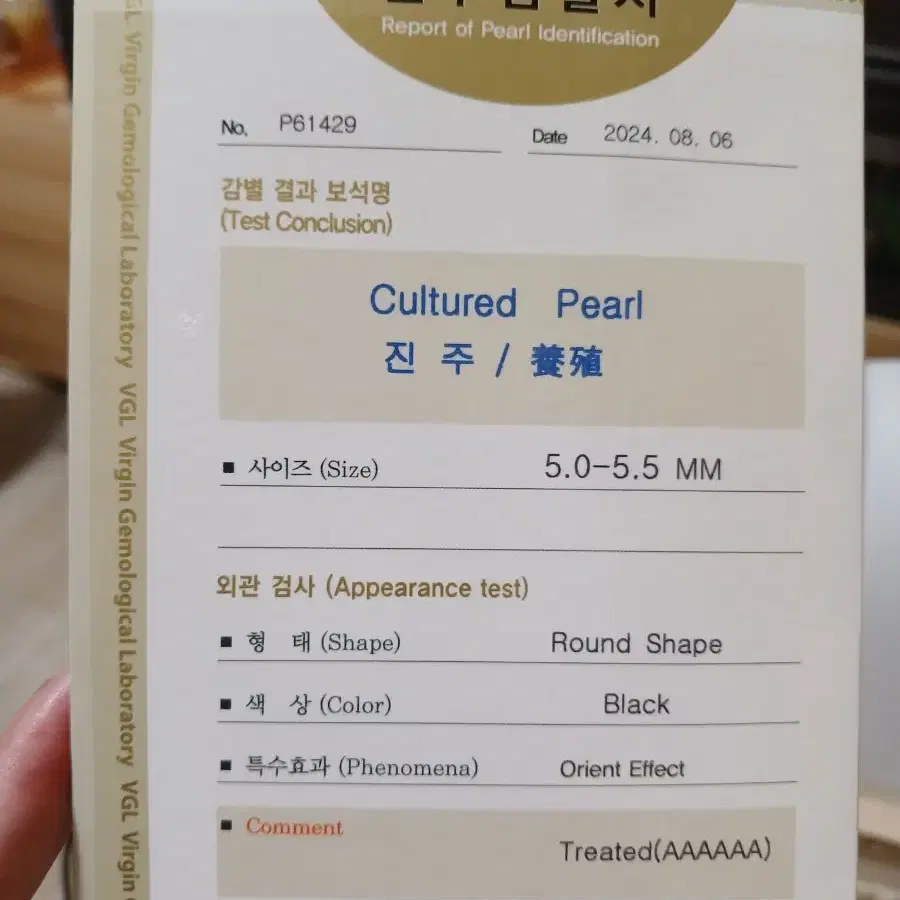 Report of Pearl Identification
No. P61429 Date 2024. 08. 06
감별 결과 보석명
(Test Conclusion)
Cultured Pearl
진 주 / 養殖
■ 사이즈 (Size) 5.0-5.5 MM
외관 검사 (Appearance test)
■ 형 태 (Shape) Round Shape
■ 색 상 (Color) Black
■ 특수효과 (Phenomena) Orient Effect
■ Comment
Treated(AAAAAA)
VGL Virgin Gemological Laboratory VGL Virgin Gemological Laboratory VGL Virgin